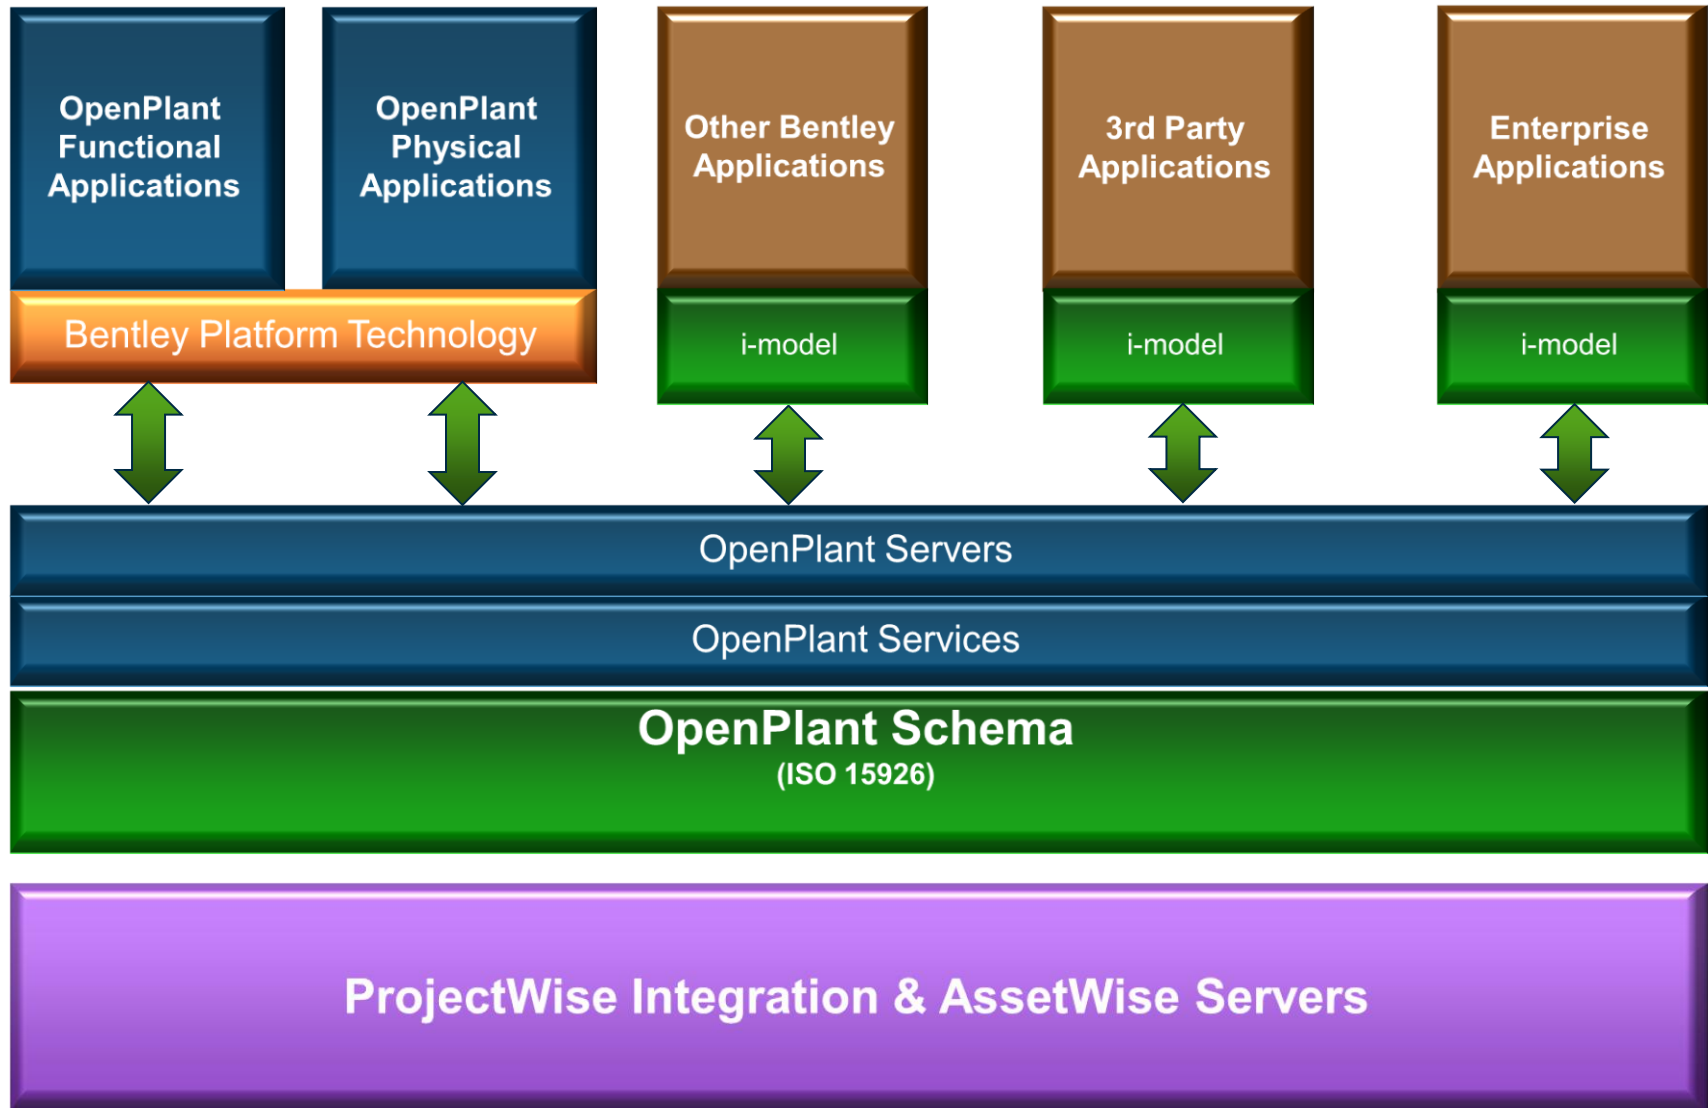 OpenPlant
Functional
Applications
OpenPlant
Physical
Applications
Other Bentley
Applications
3rd Party
Applications
Enterprise
Applications
Bentley Platform Technology
i-model
i-model
i-model
OpenPlant Servers
OpenPlant Services
OpenPlant Schema
(ISO 15926)
ProjectWise Integration & AssetWise Servers